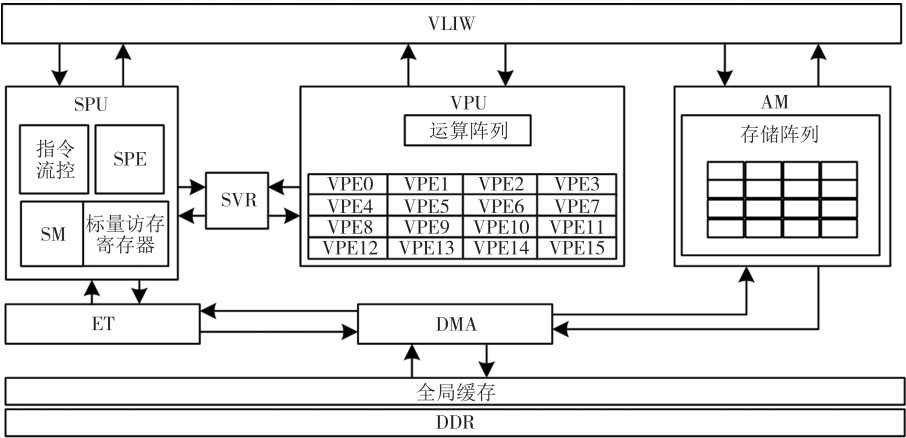 VLIW
SPU
指令
流控
SPE
SM
标量访存
寄存器
SVR
VPU
运算阵列
VPE0 VPE1 VPE2 VPE3
VPE4 VPE5 VPE6 VPE7
VPE8 VPE9 VPE10 VPE11
VPE12 VPE13 VPE14 VPE15
AM
存储阵列
ET
DMA
全局缓存
DDR